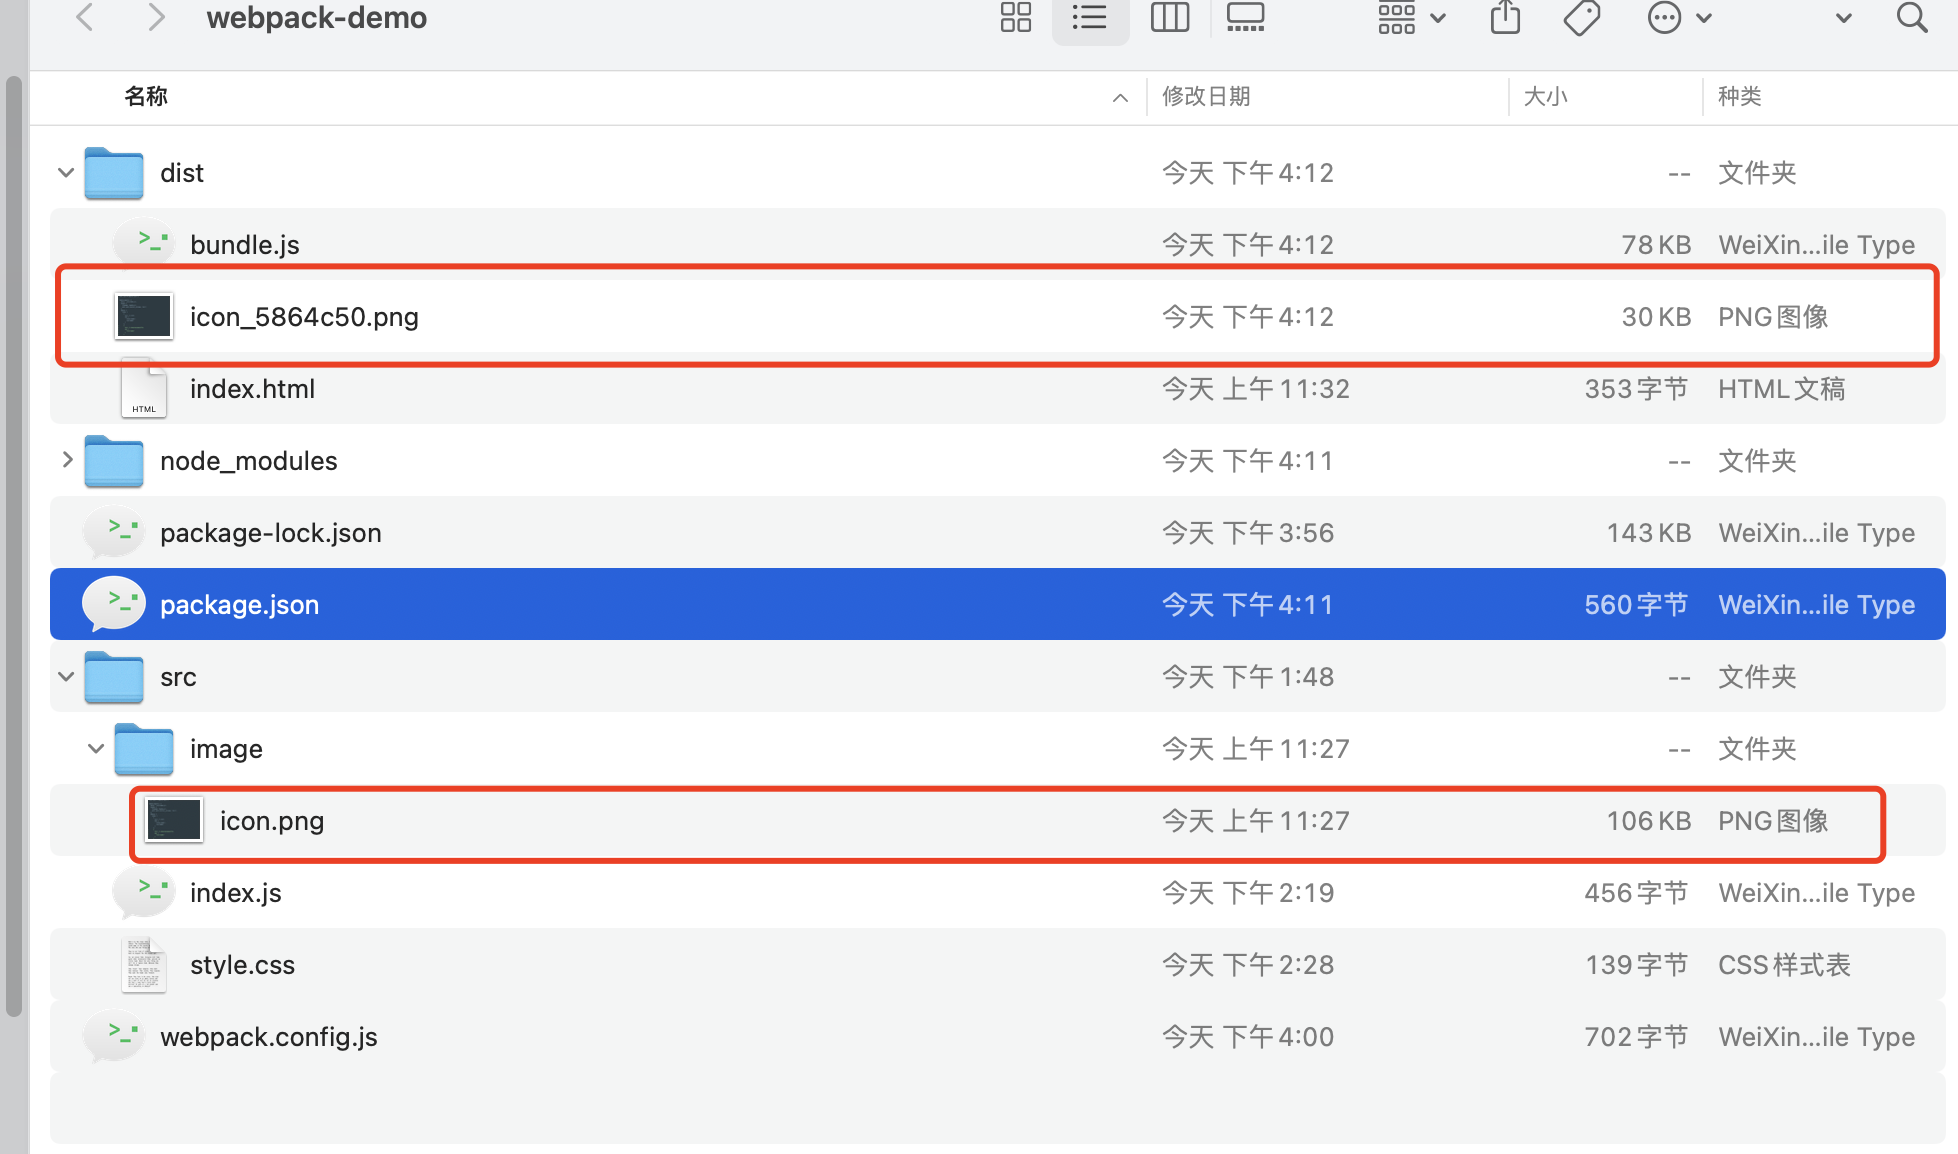 webpack-demo
名称 修改日期 大小 种类
dist 今天 下午4:12 -- 文件夹
bundle.js 今天 下午4:12 78 KB WeiXin...ile Type
icon_5864c50.png 今天 下午4:12 30 KB PNG图像
HTML index.html 今天 上午11:32 353字节 HTML文稿
node_modules 今天 下午4:11 -- 文件夹
package-lock.json 今天 下午3:56 143 KB WeiXin...ile Type
package.json 今天 下午4:11 560字节 WeiXin...ile Type
src 今天 下午1:48 -- 文件夹
image 今天 上午11:27 -- 文件夹
icon.png 今天 上午11:27 106 KB PNG图像
index.js 今天 下午2:19 456字节 WeiXin...ile Type
style.css 今天 下午2:28 139字节 CSS样式表
webpack.config.js 今天 下午4:00 702字节 WeiXin...ile Type